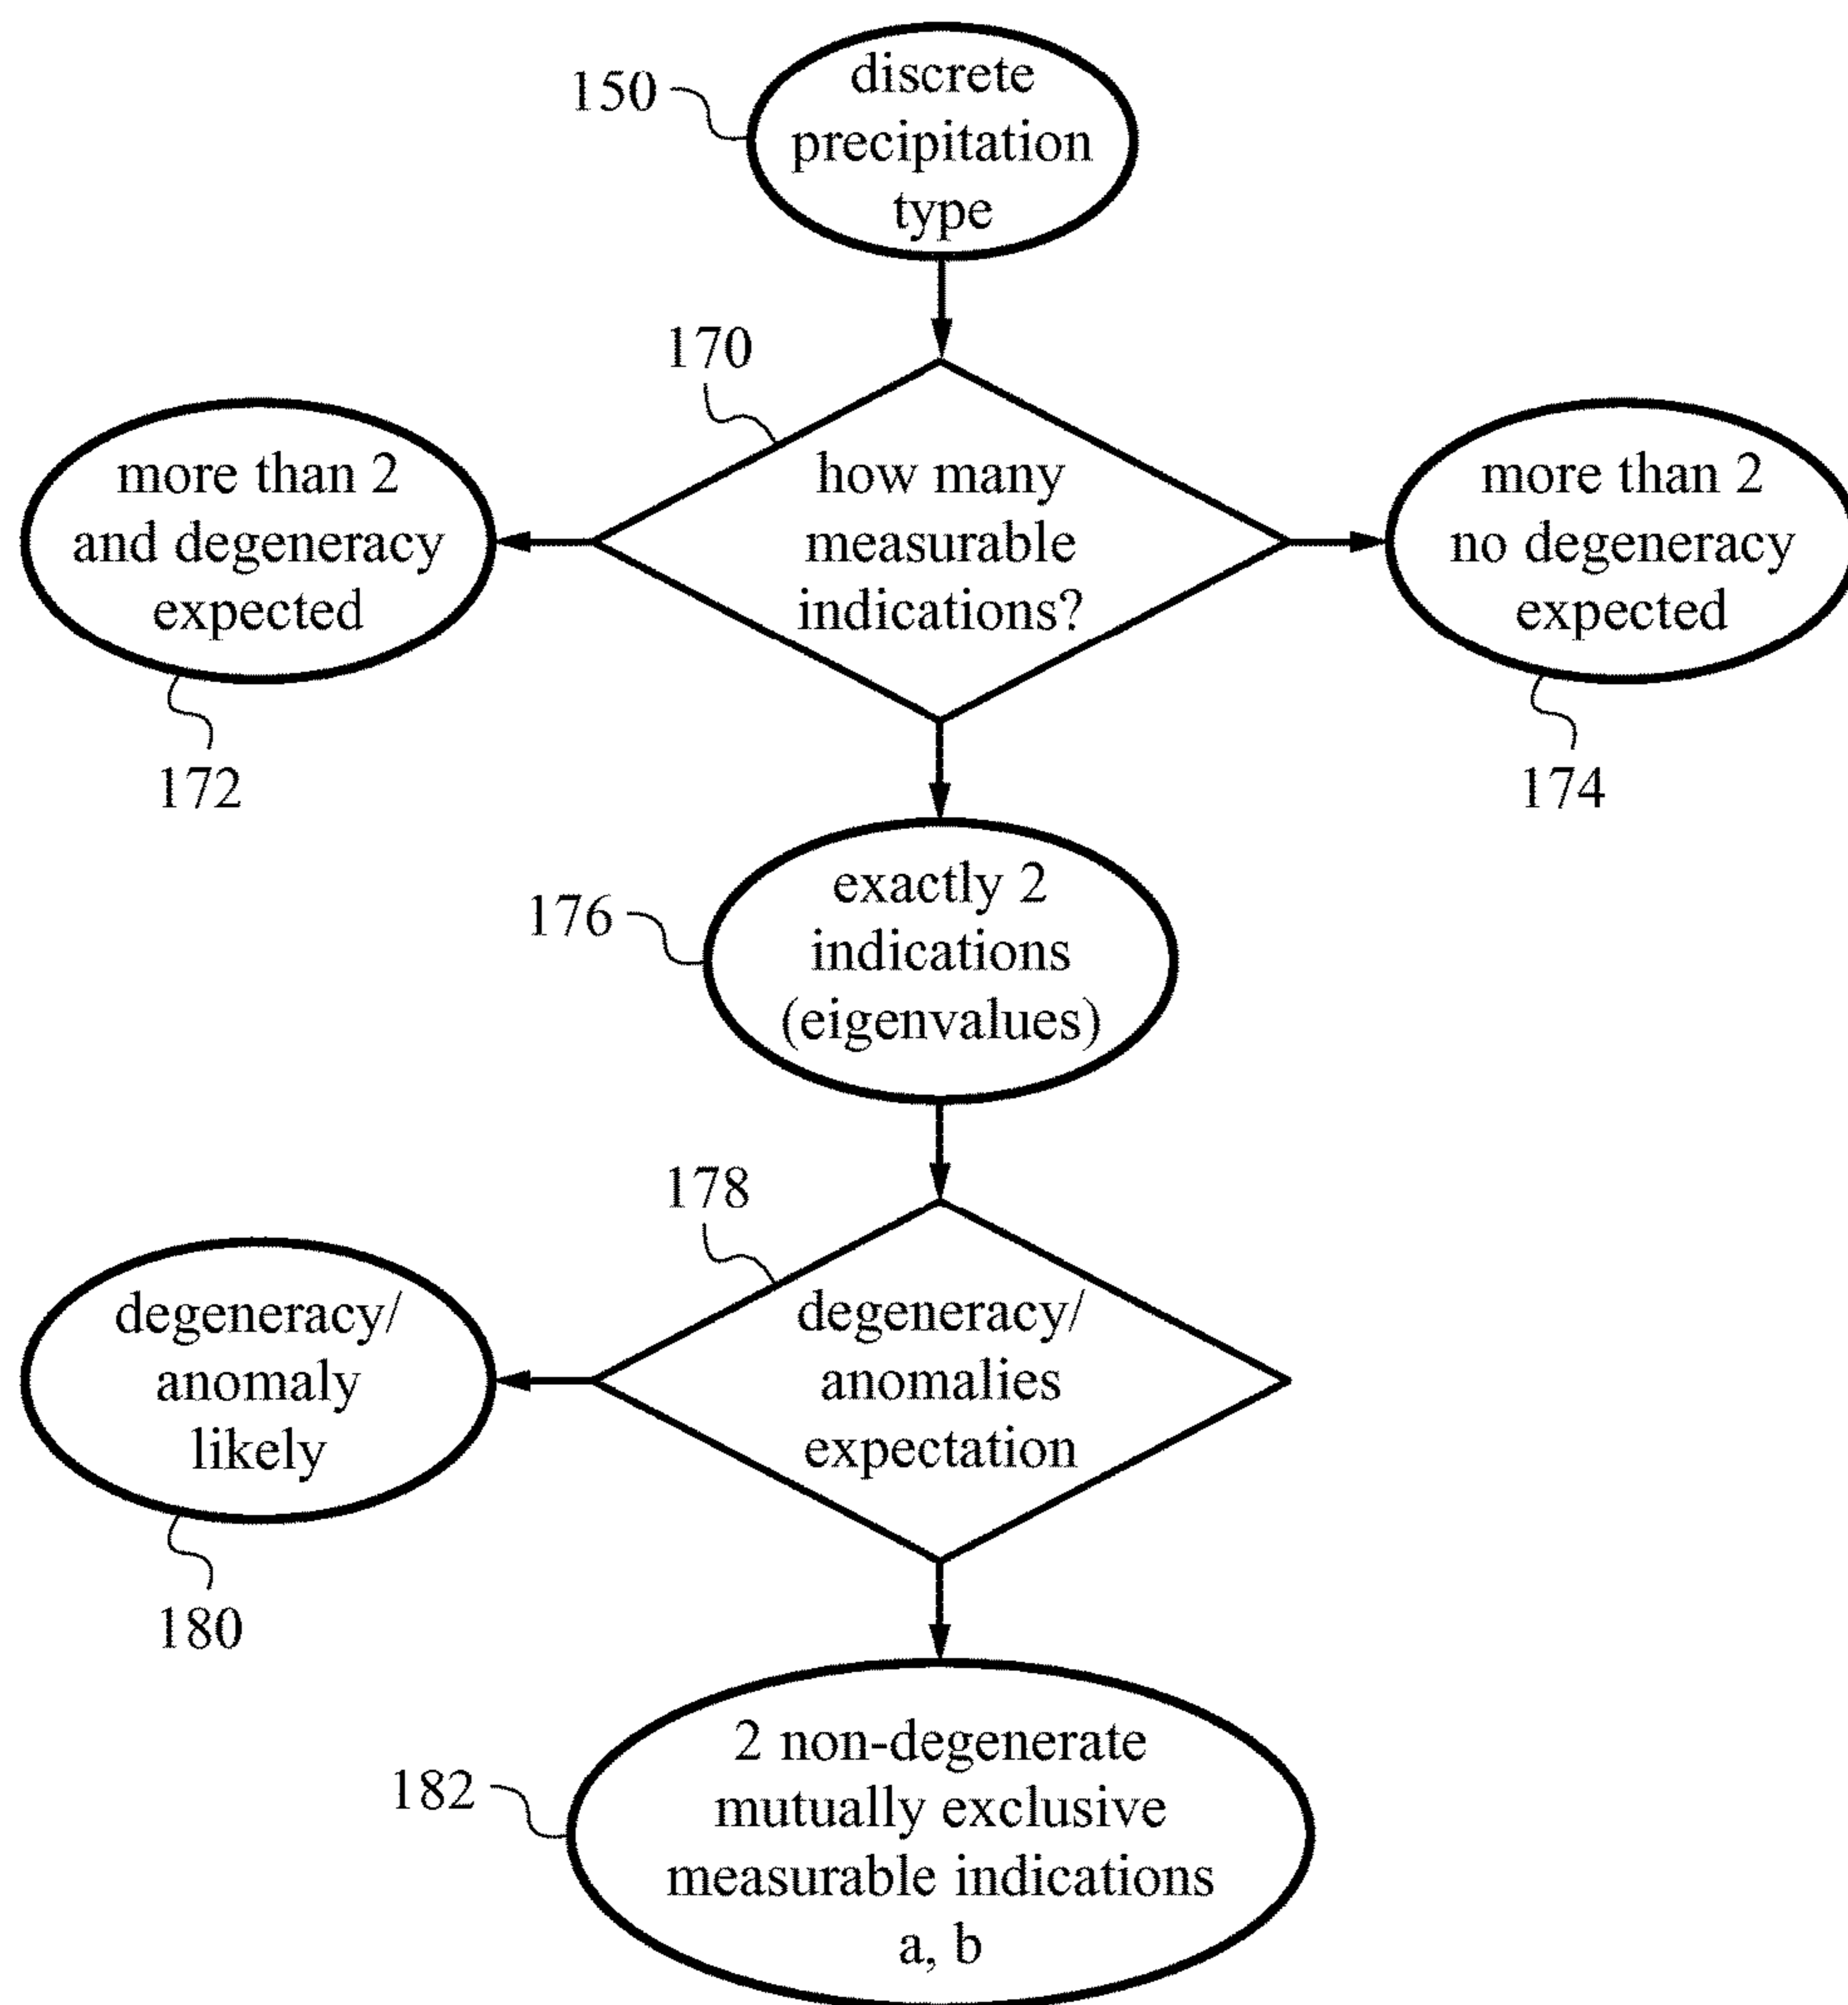 discrete
150
precipitation
type
170
how many
measurable
indications?
more than 2
and degeneracy
expected
172
more than 2
no degeneracy
expected
174
exactly 2
176
indications
(eigenvalues)
178
degeneracy/
anomalies
expectation
degeneracy/
anomaly
likely
180
2 non-degenerate
182
mutually exclusive
measurable indications
a, b